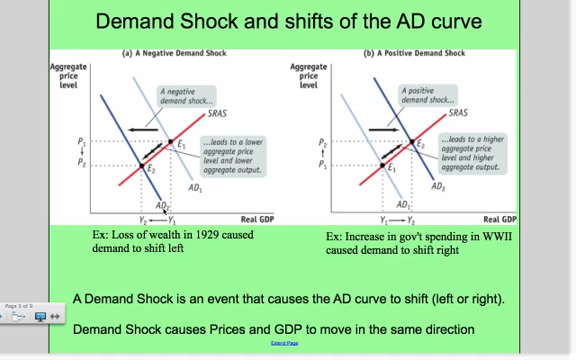 Demand Shock and shifts of the AD curve
(a) A Negative Demand Shock
Aggregate
price
level
A negative
demand shock...
SRAS
P₁
P₂
E₁
E₂
...leads to a lower
aggregate price
level and lower
aggregate output.
AD₁
AD₂
Y₂
Y₁
Real GDP
(b) A Positive Demand Shock
Aggregate
price
level
A positive
demand shock...
SRAS
P₂
P₁
E₂
E₁
...leads to a higher
aggregate price
level and higher
aggregate output.
AD₂
AD₁
Y₁
Y₂
Real GDP
Ex: Loss of wealth in 1929 caused
demand to shift left
Ex: Increase in gov't spending in WWII
caused demand to shift right
A Demand Shock is an event that causes the AD curve to shift (left or right).
Demand Shock causes Prices and GDP to move in the same direction
Extend Page